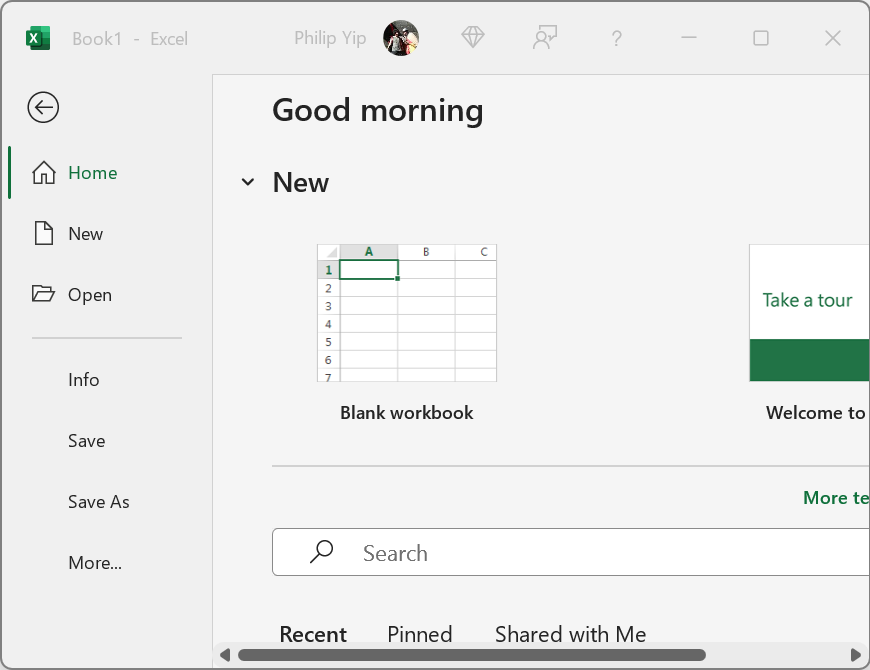 Book1 - Excel
Philip Yip
?
Good morning
Home
New
New
Open
A B C
1
2
3
4
5
6
7
Take a tour
Blank workbook
Welcome to
Info
Save
Save As
More...
More te
Search
Recent Pinned Shared with Me